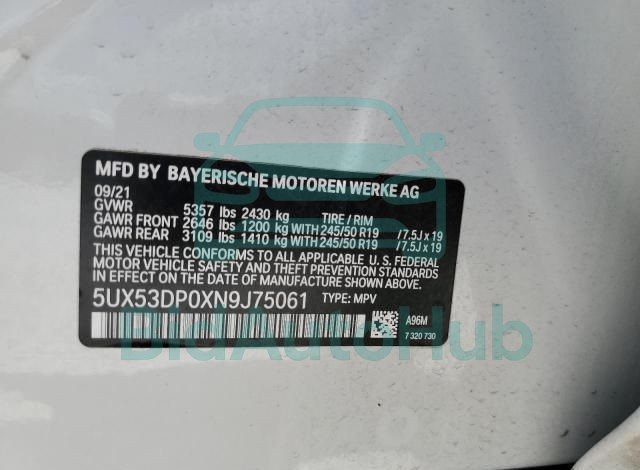 MFD BY BAYERISCHE MOTOREN WERKE AG
09/21
GVWR 5357 lbs 2430 kg TIRE / RIM
GAWR FRONT 2646 lbs 1200 kg WITH 245/50 R19 /7.5J x 19
GAWR REAR 3109 lbs 1410 kg WITH 245/50 R19 /7.5J x 19
THIS VEHICLE CONFORMS TO ALL APPLICABLE U. S. FEDERAL
MOTOR VEHICLE SAFETY AND THEFT PREVENTION STANDARDS
IN EFFECT ON THE DATE OF MANUFACTURE SHOWN ABOVE.
5UX53DP0XN9J75061 TYPE: MPV
A96M
7 320 730
BidAutoHub